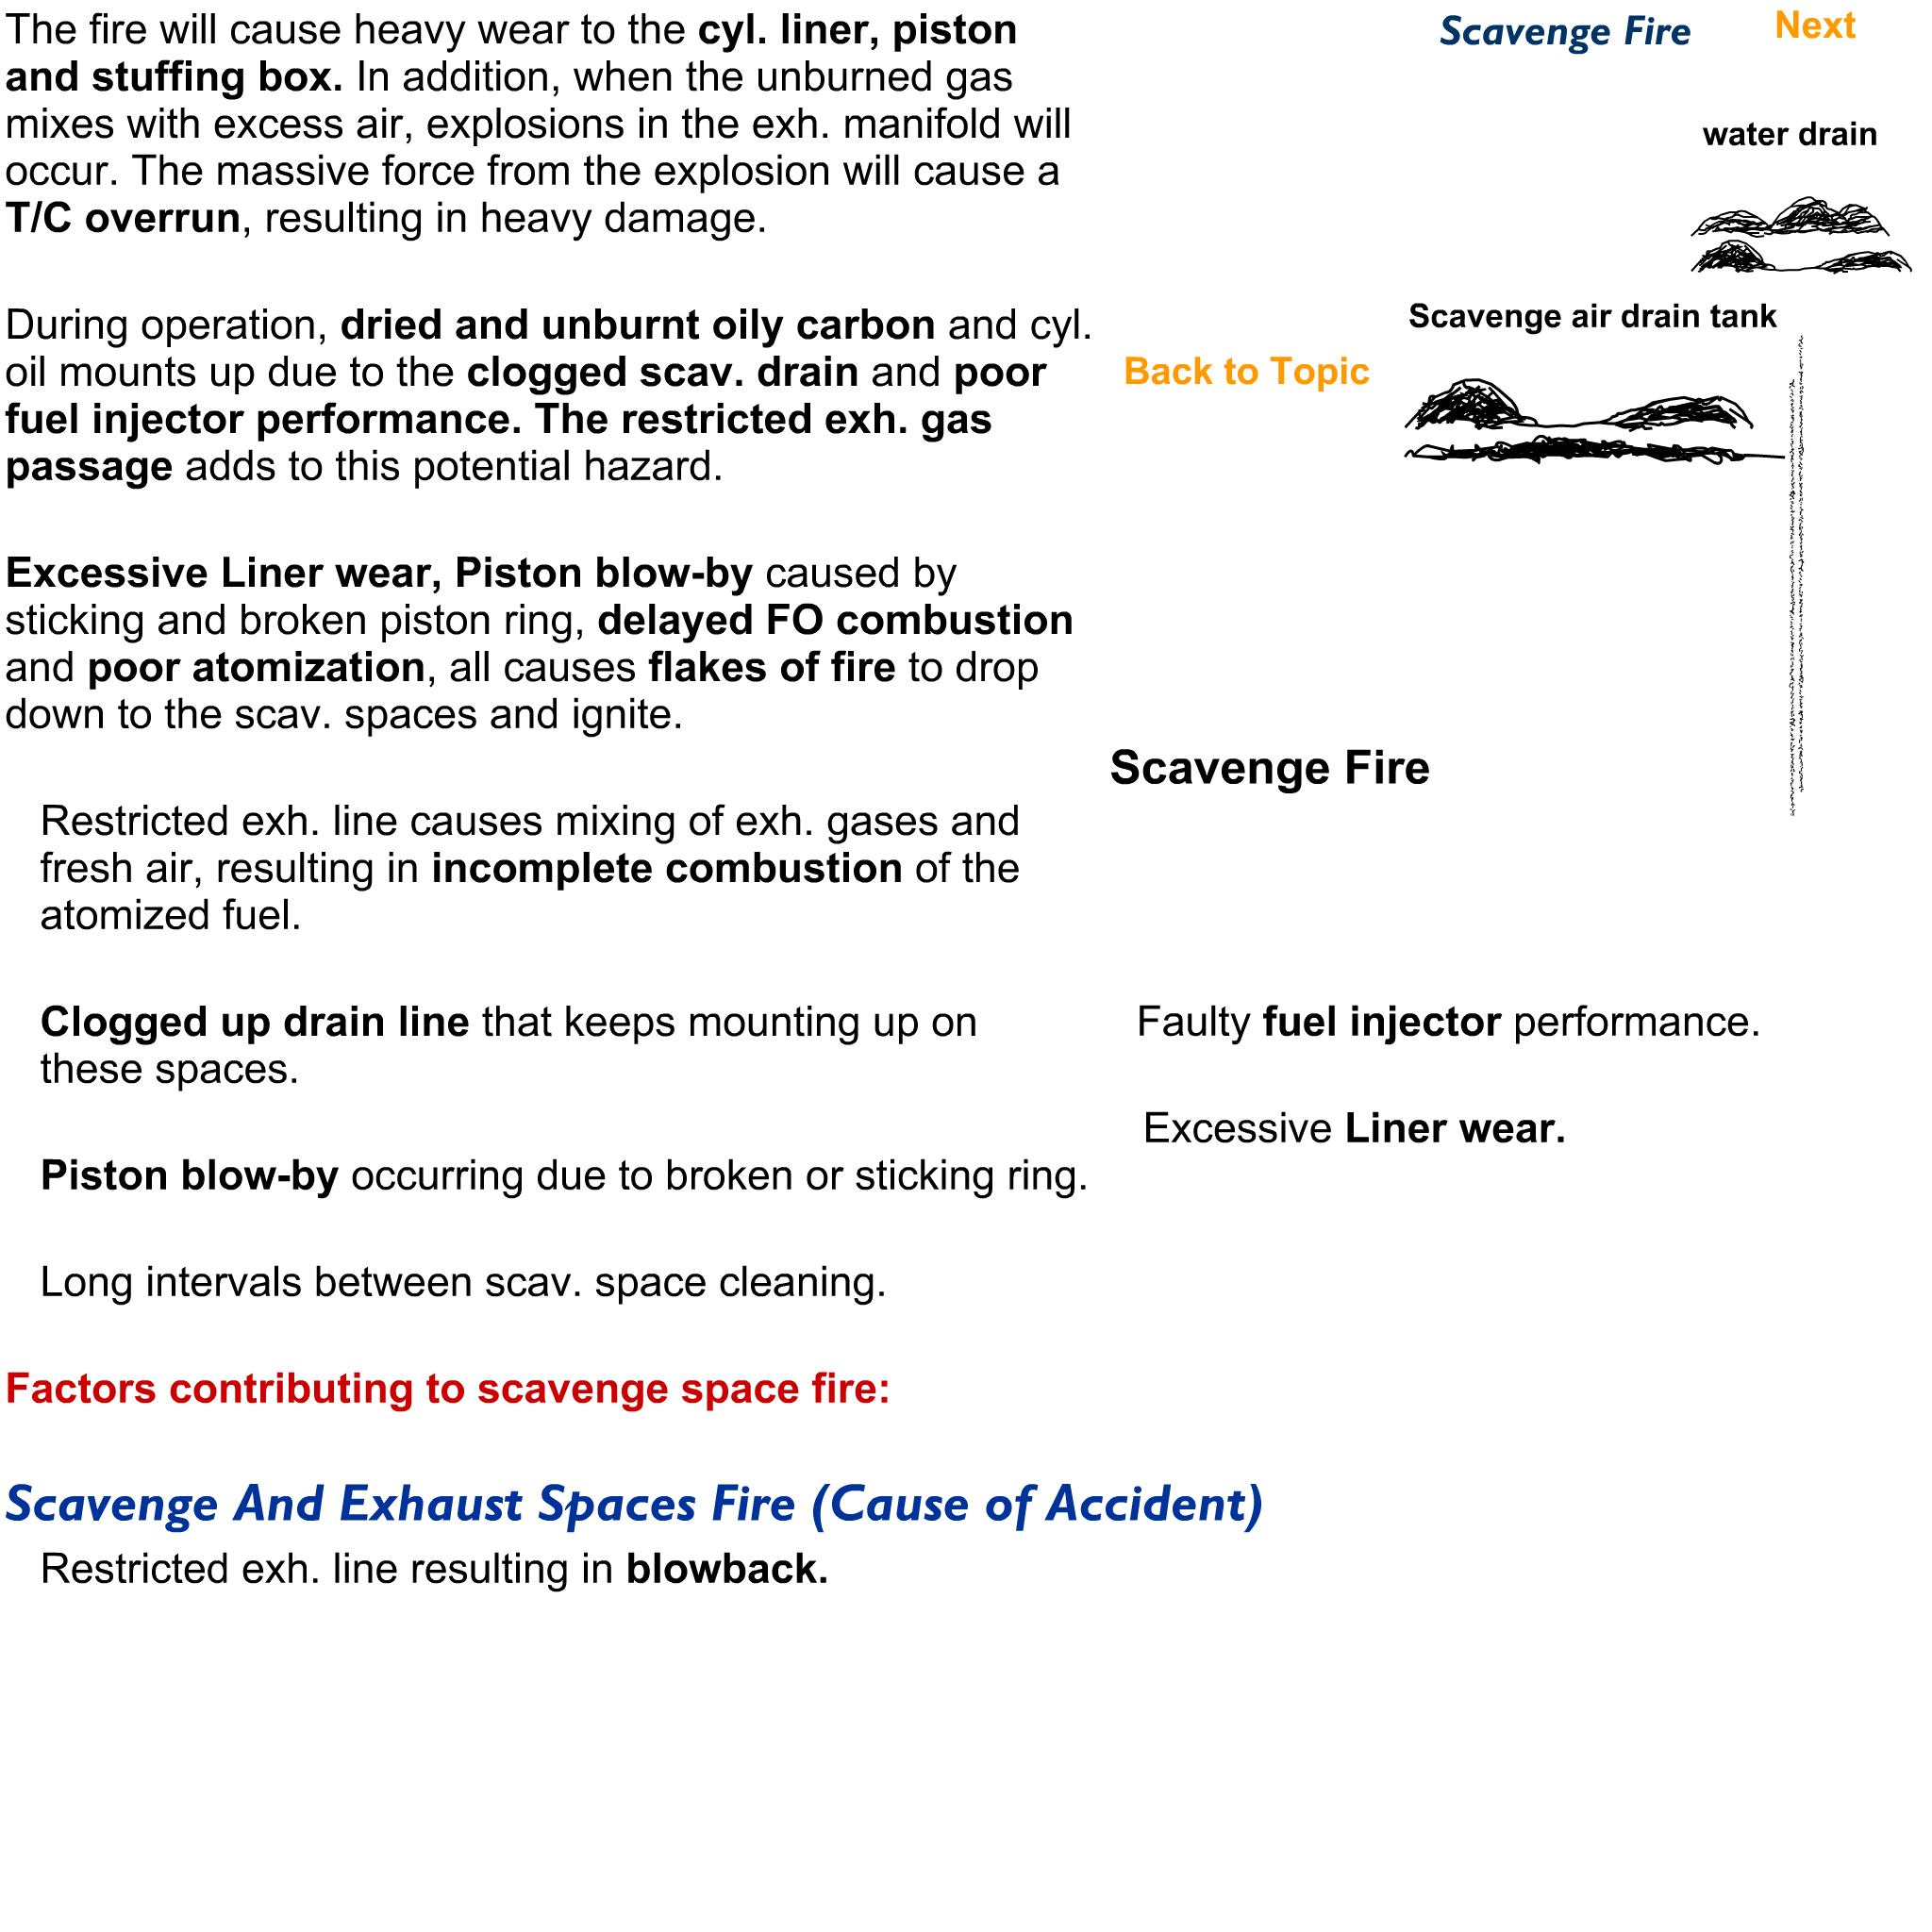 The fire will cause heavy wear to the cyl. liner, piston
and stuffing box. In addition, when the unburned gas
mixes with excess air, explosions in the exh. manifold will
occur. The massive force from the explosion will cause a
T/C overrun, resulting in heavy damage.
Scavenge Fire
Next
water drain
During operation, dried and unburnt oily carbon and cyl.
oil mounts up due to the clogged scav. drain and poor
fuel injector performance. The restricted exh. gas
passage adds to this potential hazard.
Scavenge air drain tank
Back to Topic
Excessive Liner wear, Piston blow-by caused by
sticking and broken piston ring, delayed FO combustion
and poor atomization, all causes flakes of fire to drop
down to the scav. spaces and ignite.
Scavenge Fire
Restricted exh. line causes mixing of exh. gases and
fresh air, resulting in incomplete combustion of the
atomized fuel.
Clogged up drain line that keeps mounting up on
these spaces.
Faulty fuel injector performance.
Excessive Liner wear.
Piston blow-by occurring due to broken or sticking ring.
Long intervals between scav. space cleaning.
Factors contributing to scavenge space fire:
Scavenge And Exhaust Spaces Fire (Cause of Accident)
Restricted exh. line resulting in blowback.